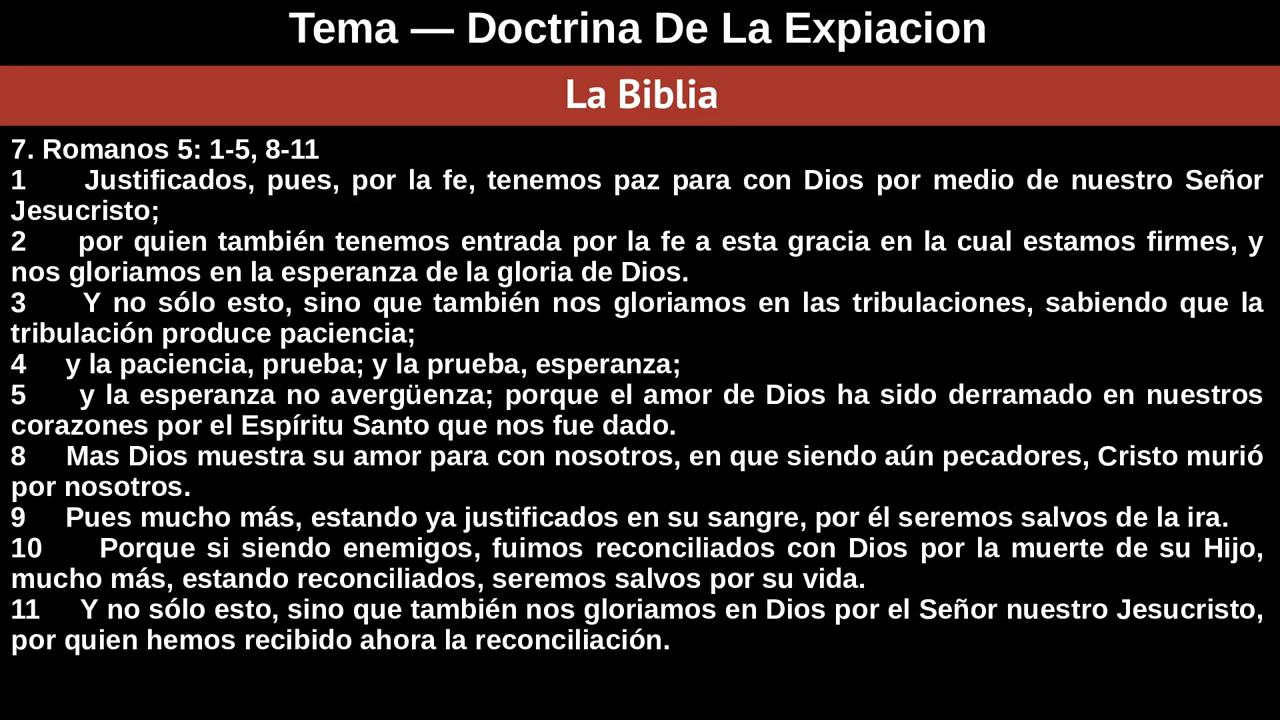 Tema — Doctrina De La Expiacion
La Biblia
7. Romanos 5: 1-5, 8-11
1 Justificados, pues, por la fe, tenemos paz para con Dios por medio de nuestro Señor
Jesucristo;
2 por quien también tenemos entrada por la fe a esta gracia en la cual estamos firmes, y
nos gloriamos en la esperanza de la gloria de Dios.
3 Y no sólo esto, sino que también nos gloriamos en las tribulaciones, sabiendo que la
tribulación produce paciencia;
4 y la paciencia, prueba; y la prueba, esperanza;
5 y la esperanza no avergüenza; porque el amor de Dios ha sido derramado en nuestros
corazones por el Espíritu Santo que nos fue dado.
8 Mas Dios muestra su amor para con nosotros, en que siendo aún pecadores, Cristo murió
por nosotros.
9 Pues mucho más, estando ya justificados en su sangre, por él seremos salvos de la ira.
10 Porque si siendo enemigos, fuimos reconciliados con Dios por la muerte de su Hijo,
mucho más, estando reconciliados, seremos salvos por su vida.
11 Y no sólo esto, sino que también nos gloriamos en Dios por el Señor nuestro Jesucristo,
por quien hemos recibido ahora la reconciliación.